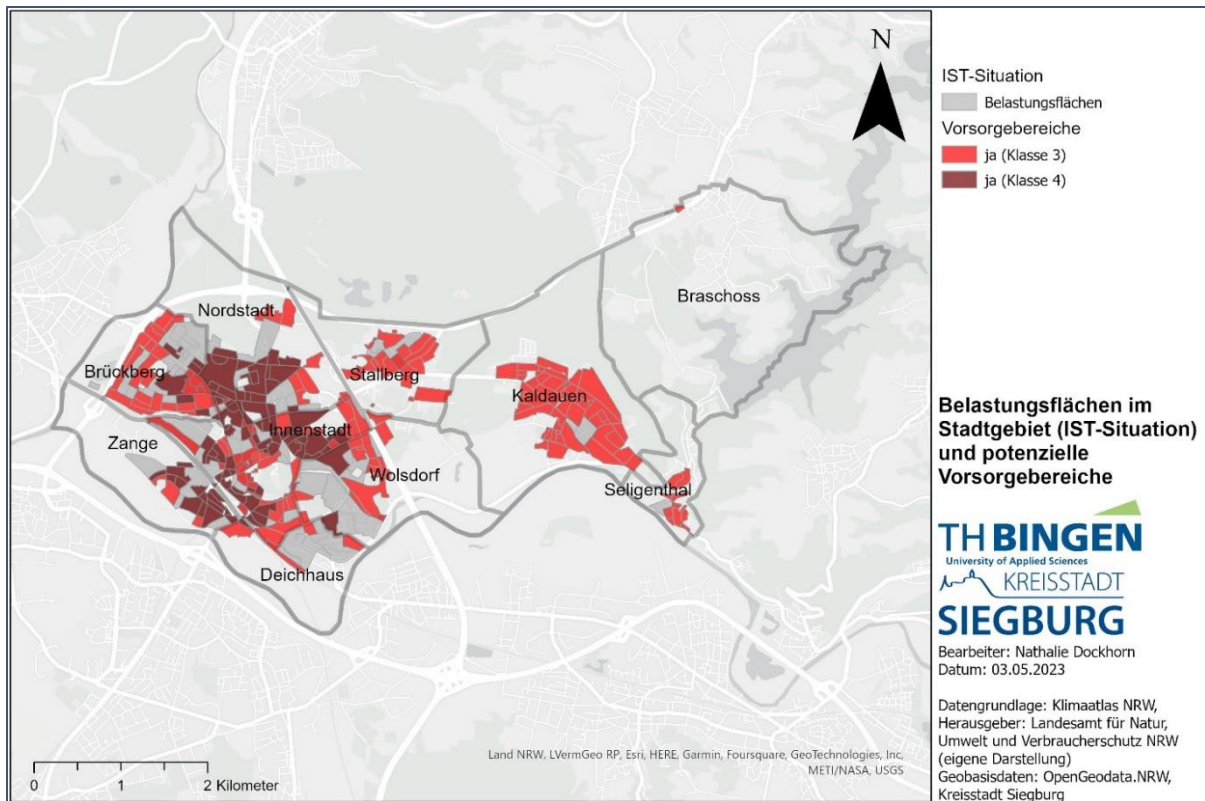 N
Nordstadt
Braschoss
Brückberg
Stallberg
Kaldauen
Zange
Innenstadt
Wolsdorf
Seligenthal
Deichhaus
0 1 2 Kilometer
Land NRW, LVermGeo RP, Esri, HERE, Garmin, Foursquare, GeoTechnologies, Inc,
METI/NASA, USGS
IST-Situation
Belastungsflächen
Vorsorgebereiche
ja (Klasse 3)
ja (Klasse 4)
Belastungsflächen im
Stadtgebiet (IST-Situation)
und potenzielle
Vorsorgebereiche
TH BINGEN
University of Applied Sciences
KREISSTADT
SIEGBURG
Bearbeiter: Nathalie Dockhorn
Datum: 03.05.2023
Datengrundlage: Klimaatlas NRW,
Herausgeber: Landesamt für Natur,
Umwelt und Verbraucherschutz NRW
(eigene Darstellung)
Geobasisdaten: OpenGeodata.NRW,
Kreisstadt Siegburg